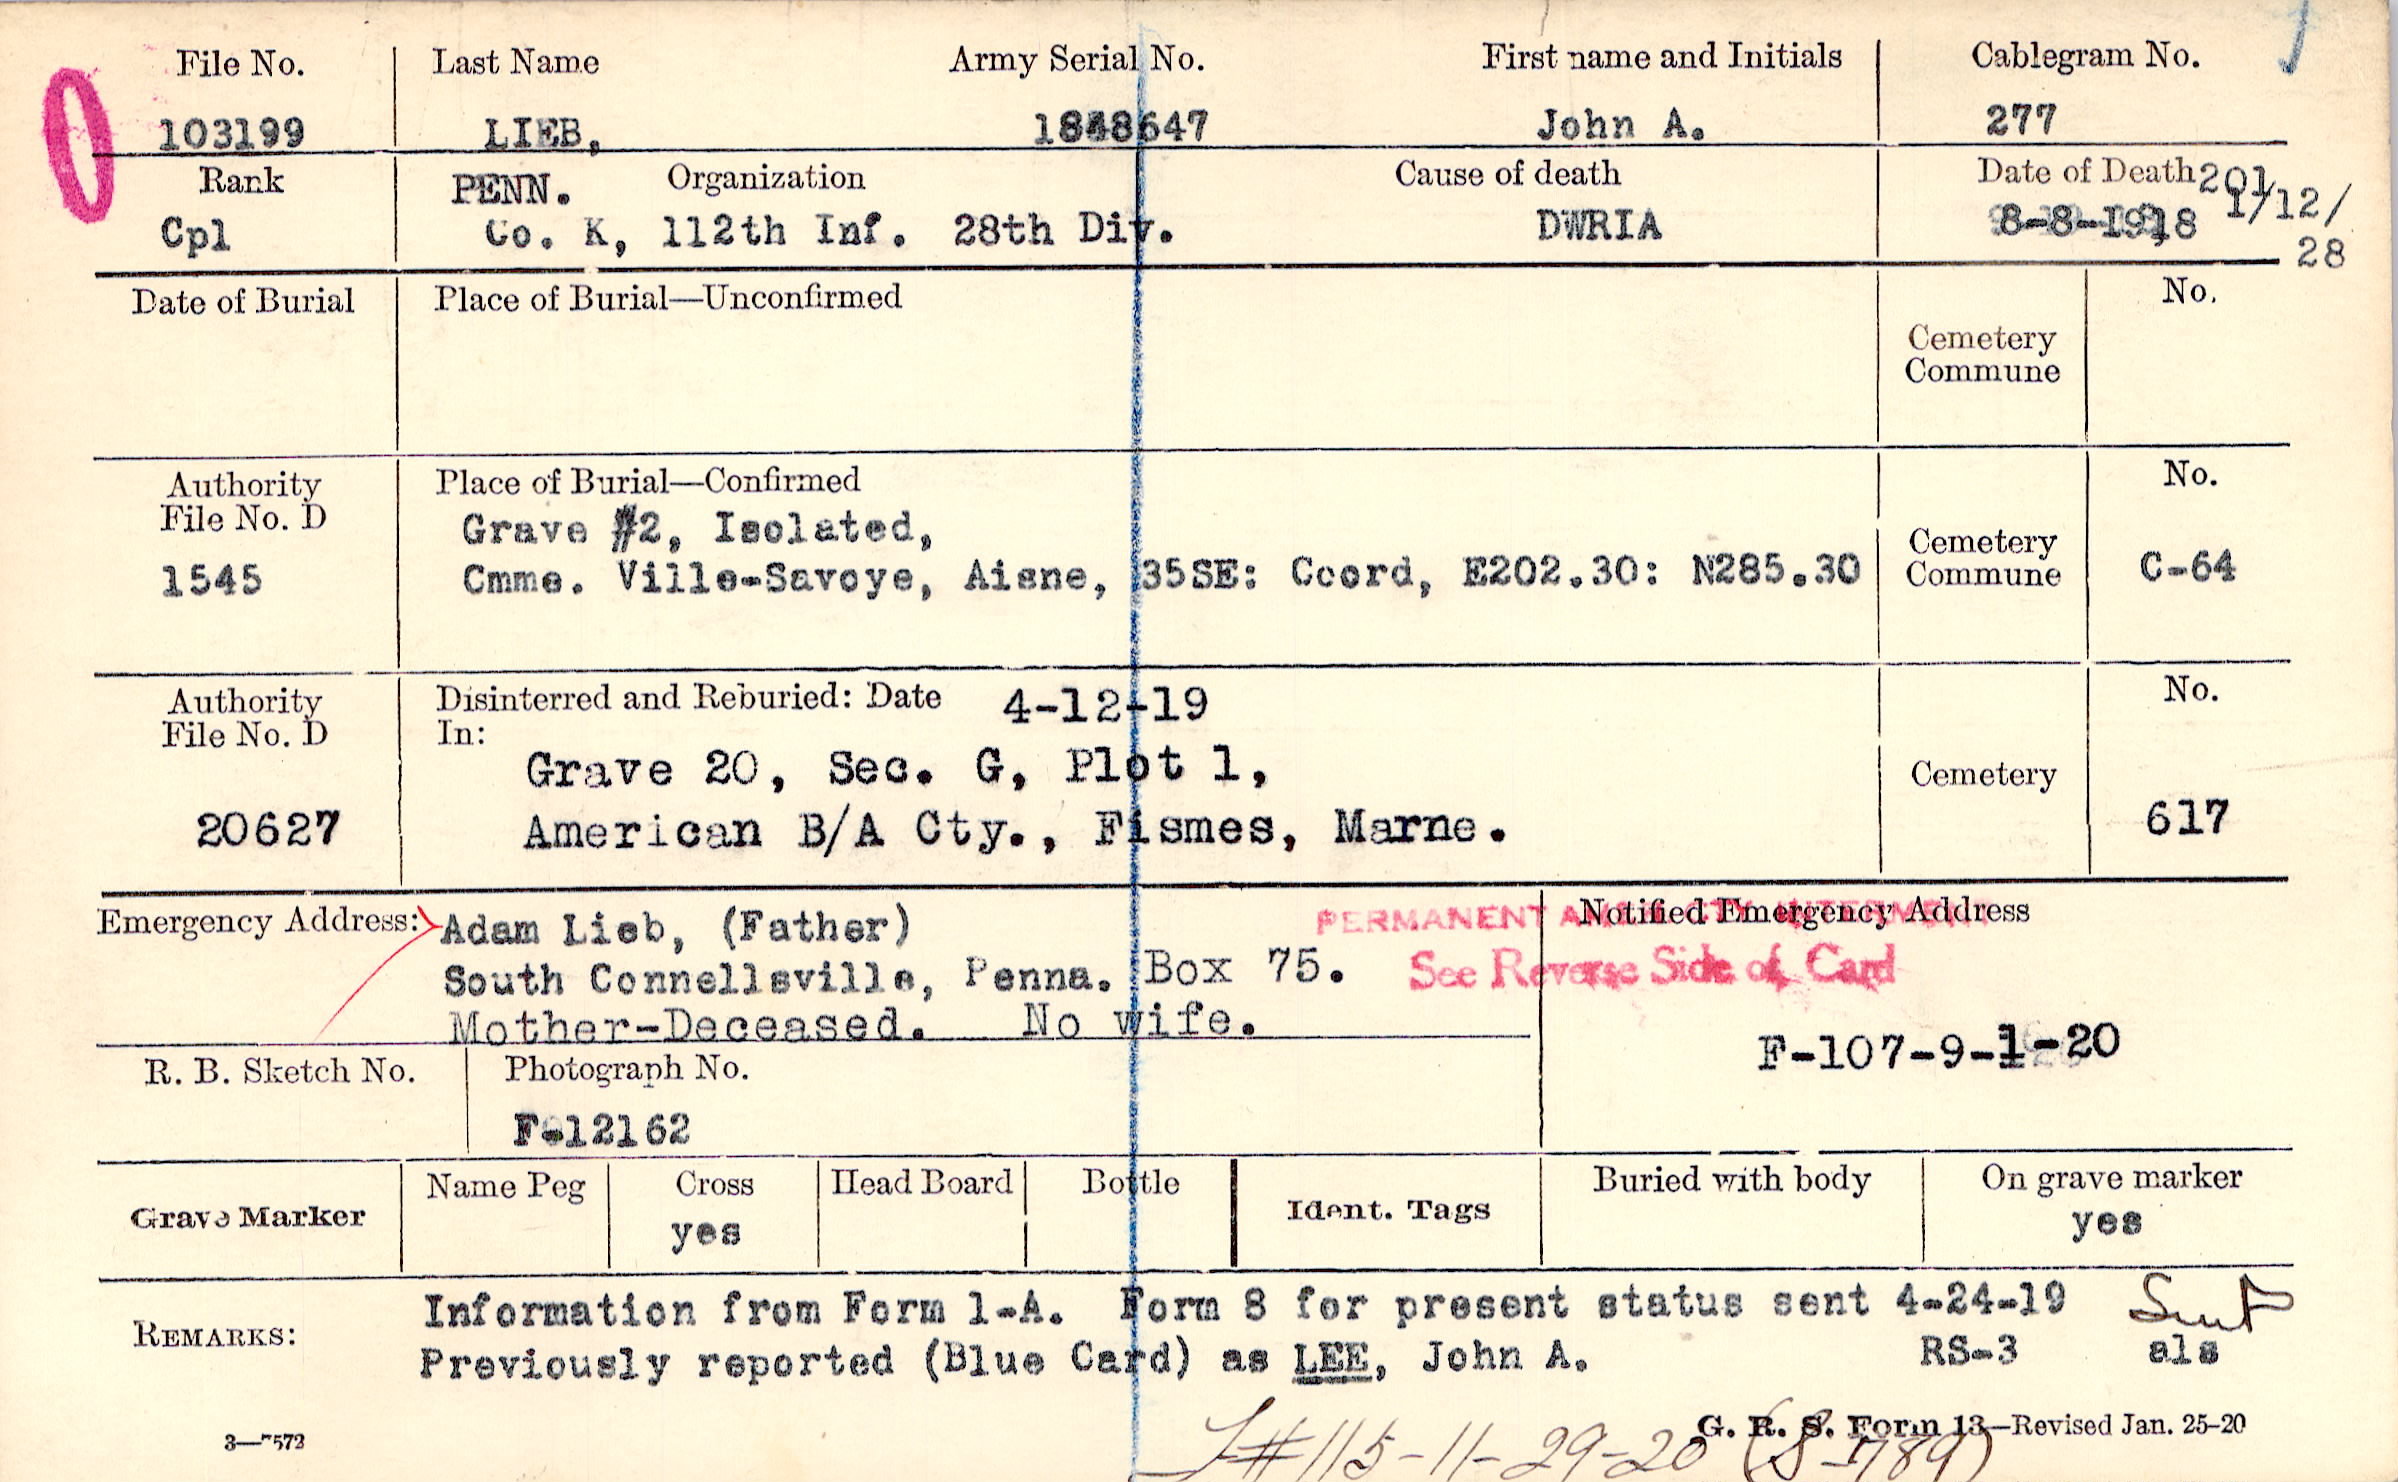 File No. Last Name Army Serial No. First name and Initials Cablegram No.
103199 LIEB, John A. 277
Rank PENN. Organization Cause of death Date of Death 201
Cpl Co. K, 112th Inf. 28th Div. DWRIA 8-8-1918 1/12/
28
Date of Burial Place of Burial—Unconfirmed No.
Cemetery
Commune
Authority Place of Burial—Confirmed No.
File No. D Grave #2, Isolated, Cemetery
1545 Cmme. Ville-Savoye, Aisne, 35SE: Coord, E202.30: N285.30 Commune C-64
Authority Disinterred and Reburied: Date 4-12-19 No.
File No. D In:
Grave 20, Sec. G, Plot 1, Cemetery
20627 American B/A Cty., Fismes, Marne. 617
Emergency Address: Adam Lieb, (Father) PERMANENT Notified Emergency Address
South Connellsville, Penna. Box 75. See Reverse Side of Card
Mother-Deceased. No wife.
F-107-9-1-20
R. B. Sketch No. Photograph No.
F-12162
Grave Marker Name Peg Cross Head Board Bottle Ident. Tags Buried with body On grave marker
yes yes
REMARKS: Information from Form 1-A. Form 8 for present status sent 4-24-19 Sent
Previously reported (Blue Card) as LEE, John A. RS-3 als
3—7572 G. R. S. Form 13—Revised Jan. 25-20
#115-11-29-20